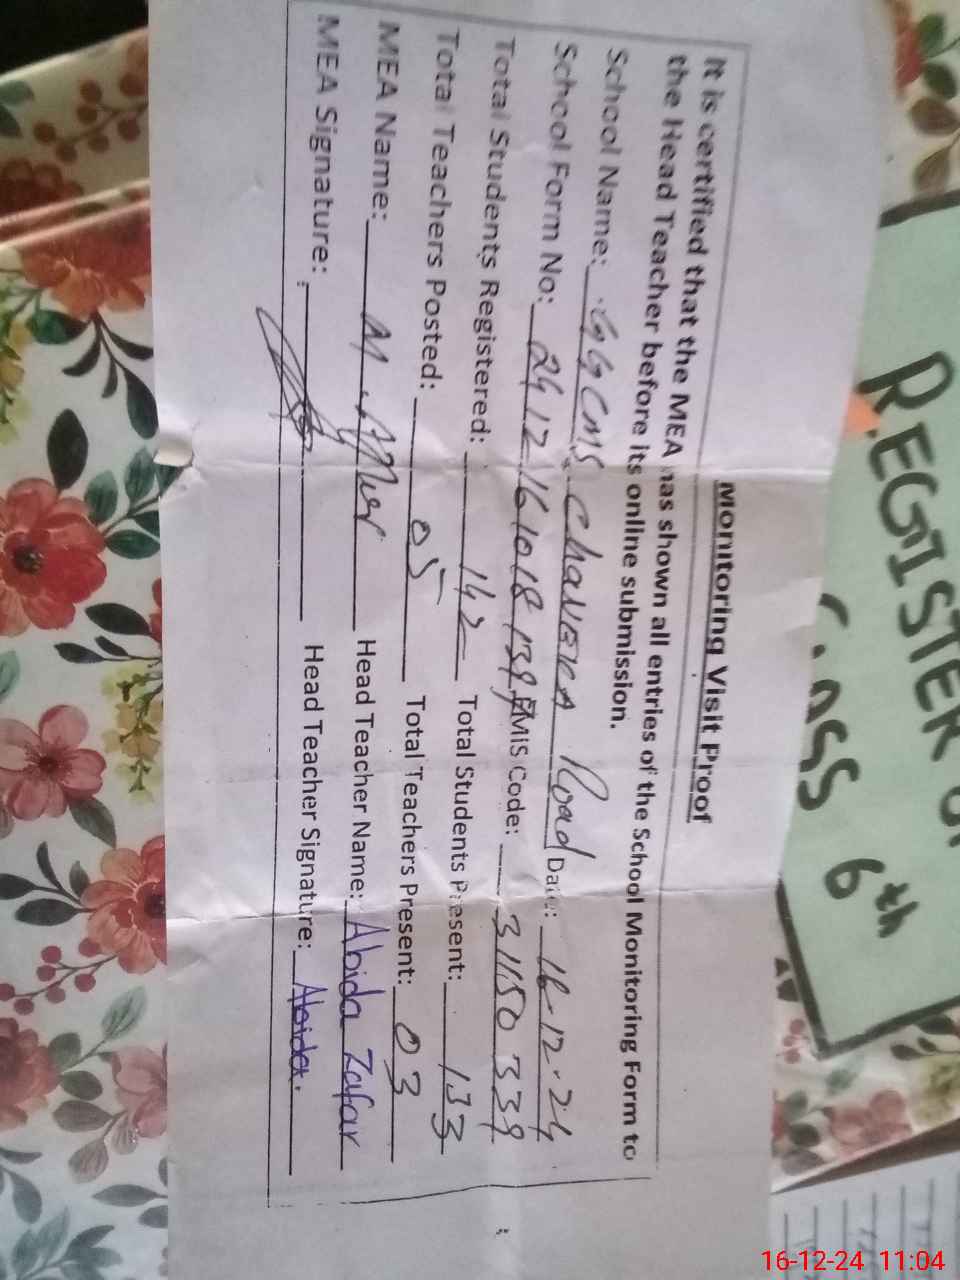 Monitoring Visit Proof
It is certified that the MEA has shown all entries of the School Monitoring Form to
the Head Teacher before its online submission.
School Name: GGCMS Chavera Road Date: 16-12-24
School Form No: EMIS Code: 31150339
Total Students Registered: 142 Total Students Present: 133
Total Teachers Posted: 05 Total Teachers Present: 03
MEA Name: M. Head Teacher Name: Abida Zafar
MEA Signature: Head Teacher Signature: Abida.
REGISTER
CLASS 6th
16-12-24 11:04